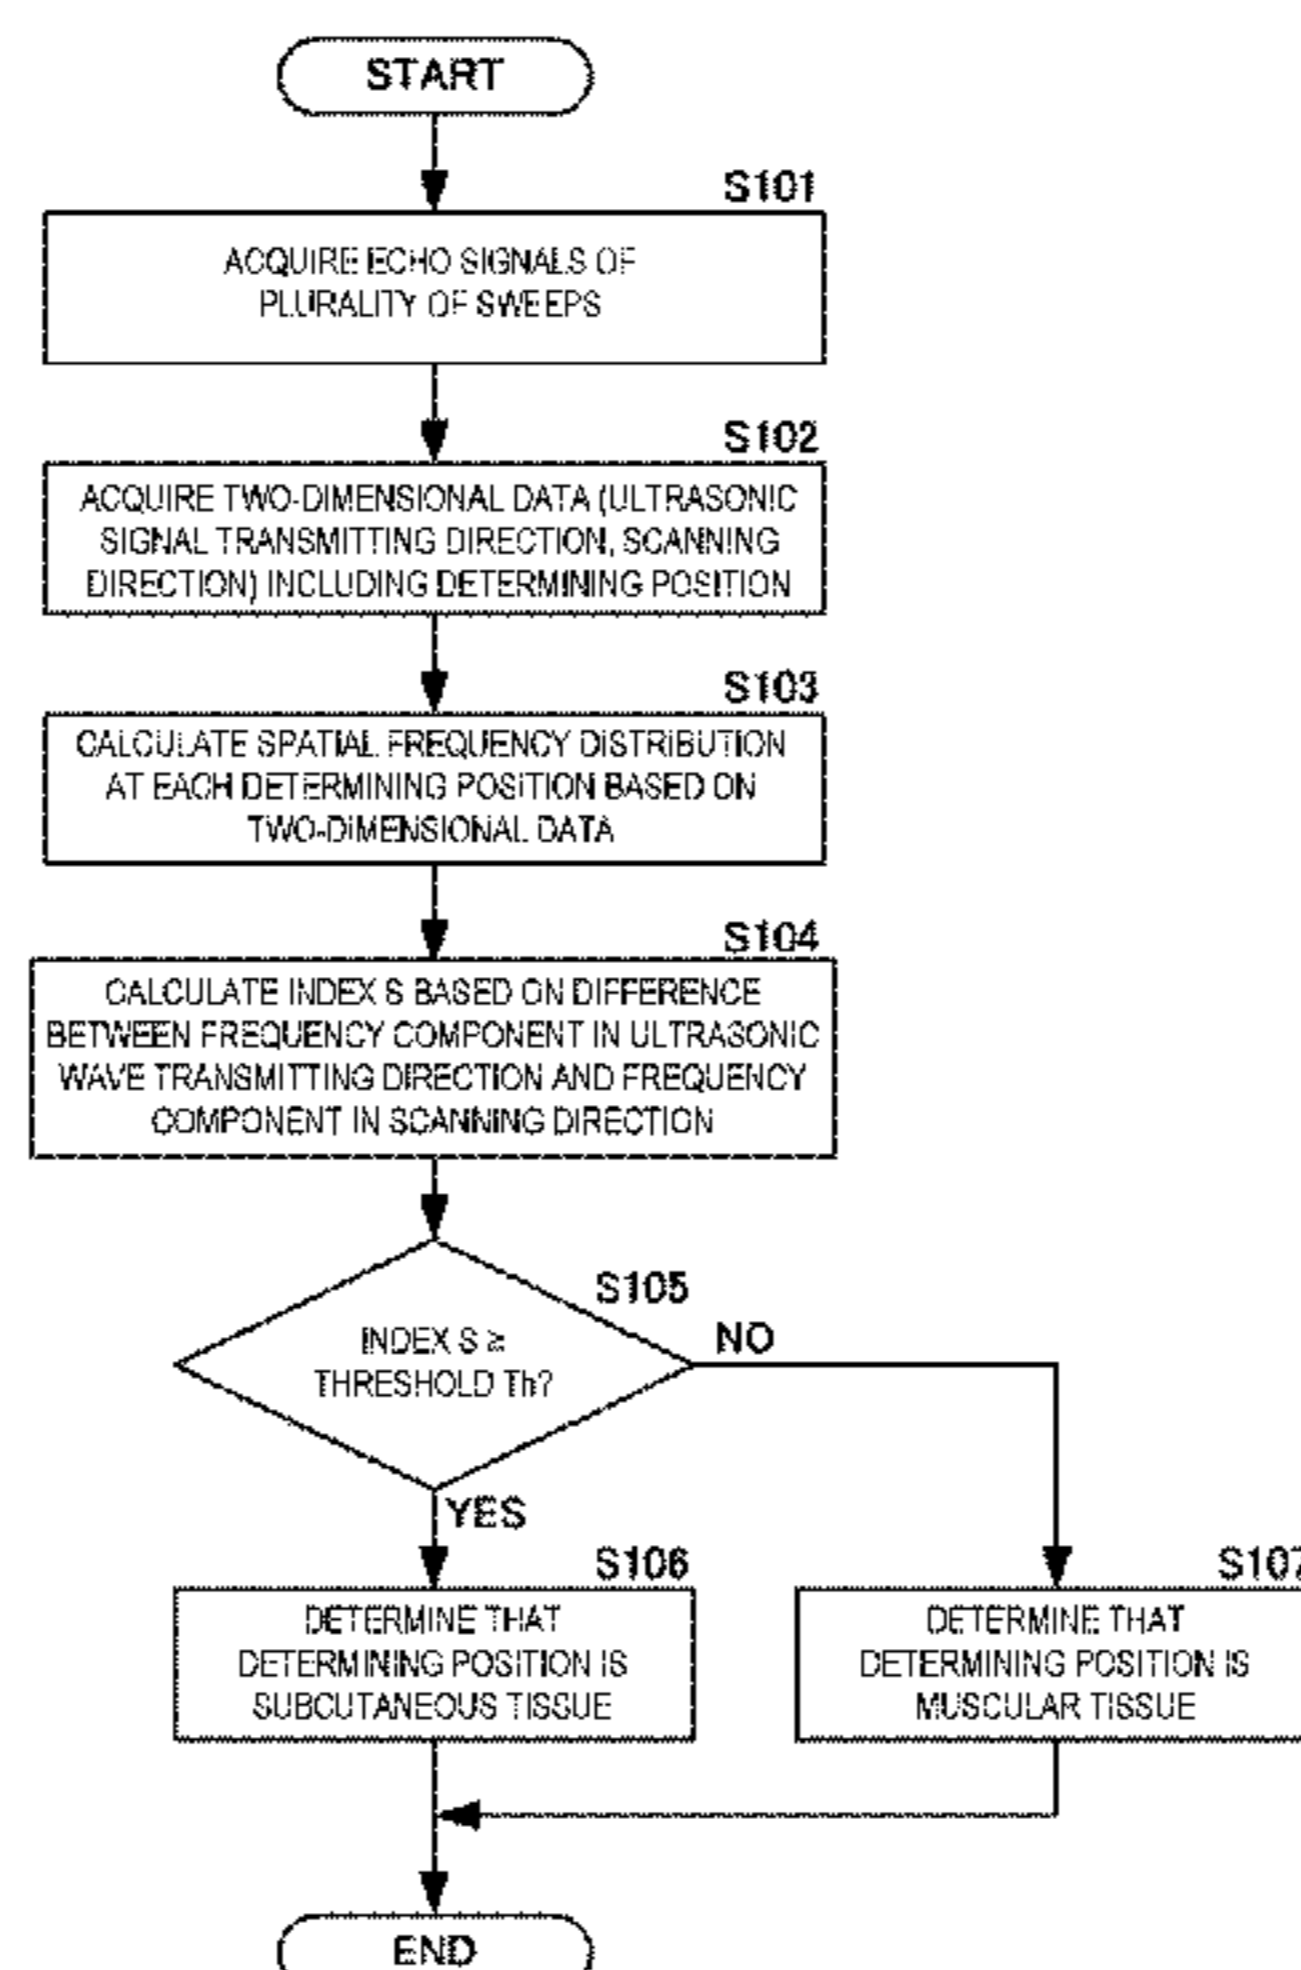 START
S101
ACQUIRE ECHO SIGNALS OF
PLURALITY OF SWEEPS
S102
ACQUIRE TWO-DIMENSIONAL DATA (ULTRASONIC
SIGNAL TRANSMITTING DIRECTION, SCANNING
DIRECTION) INCLUDING DETERMINING POSITION
S103
CALCULATE SPATIAL FREQUENCY DISTRIBUTION
AT EACH DETERMINING POSITION BASED ON
TWO-DIMENSIONAL DATA
S104
CALCULATE INDEX S BASED ON DIFFERENCE
BETWEEN FREQUENCY COMPONENT IN ULTRASONIC
WAVE TRANSMITTING DIRECTION AND FREQUENCY
COMPONENT IN SCANNING DIRECTION
S105
INDEX S ≥
THRESHOLD Th?
NO
YES
S106
DETERMINE THAT
DETERMINING POSITION IS
SUBCUTANEOUS TISSUE
S107
DETERMINE THAT
DETERMINING POSITION IS
MUSCULAR TISSUE
END